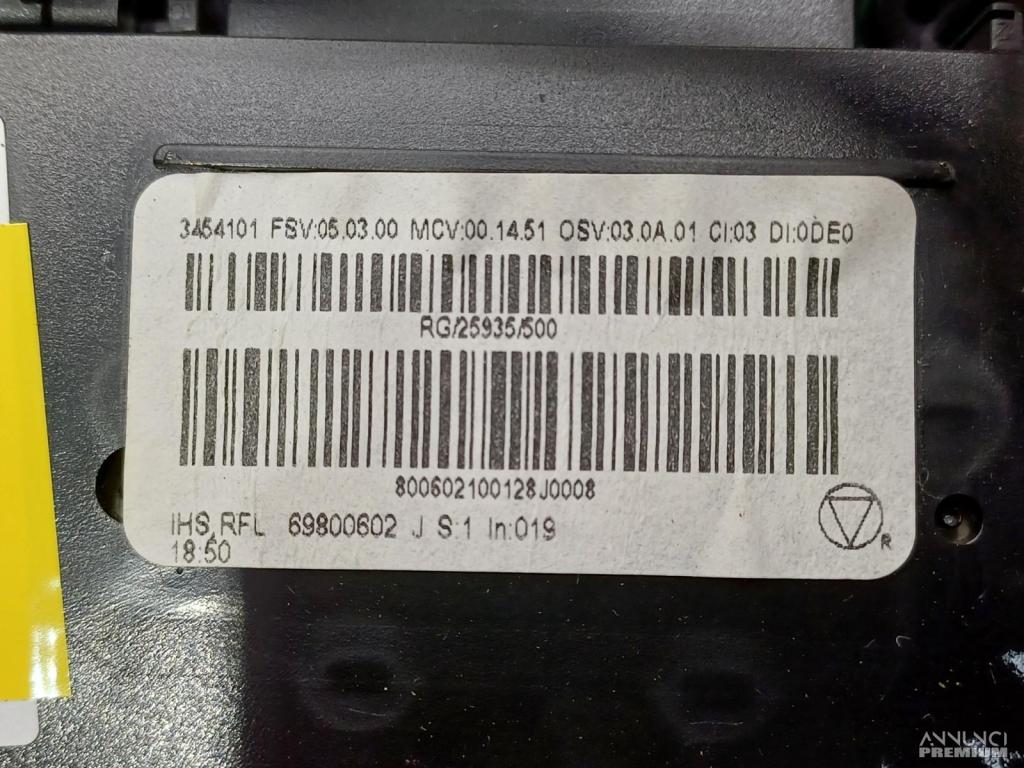 3454101 FSV:05.03.00 MCV:00.14.51 OSV:03.0A.01 CI:03 DI:0DE0
RG/25935/500
800602100128J0008
IHS,RFL 69800602 J S:1 In:019
18:50
R
ANNUNCI
PREMIUM.COM